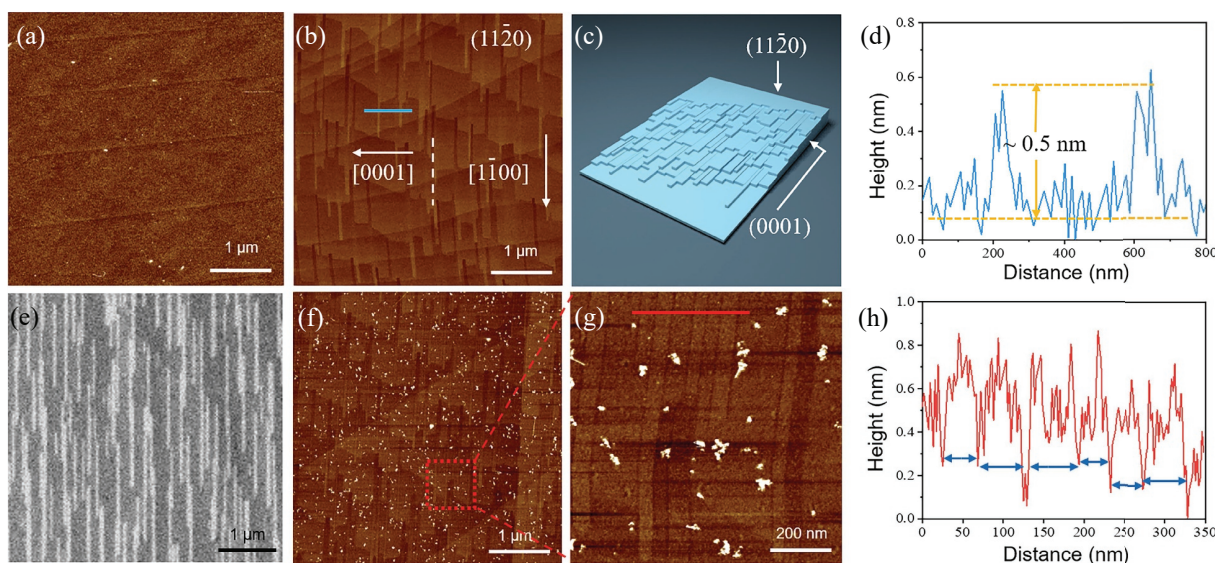 (a)
1 µm
(b)
(112̄0)
[0001]
[11̄00]
1 µm
(c)
(112̄0)
(0001)
(d)
Height (nm)
0.8
0.6
0.4
0.2
0.0
~ 0.5 nm
0 200 400 600 800
Distance (nm)
(e)
1 µm
(f)
1 µm
(g)
200 nm
(h)
Height (nm)
1.0
0.8
0.6
0.4
0.2
0.0
0 50 100 150 200 250 300 350
Distance (nm)